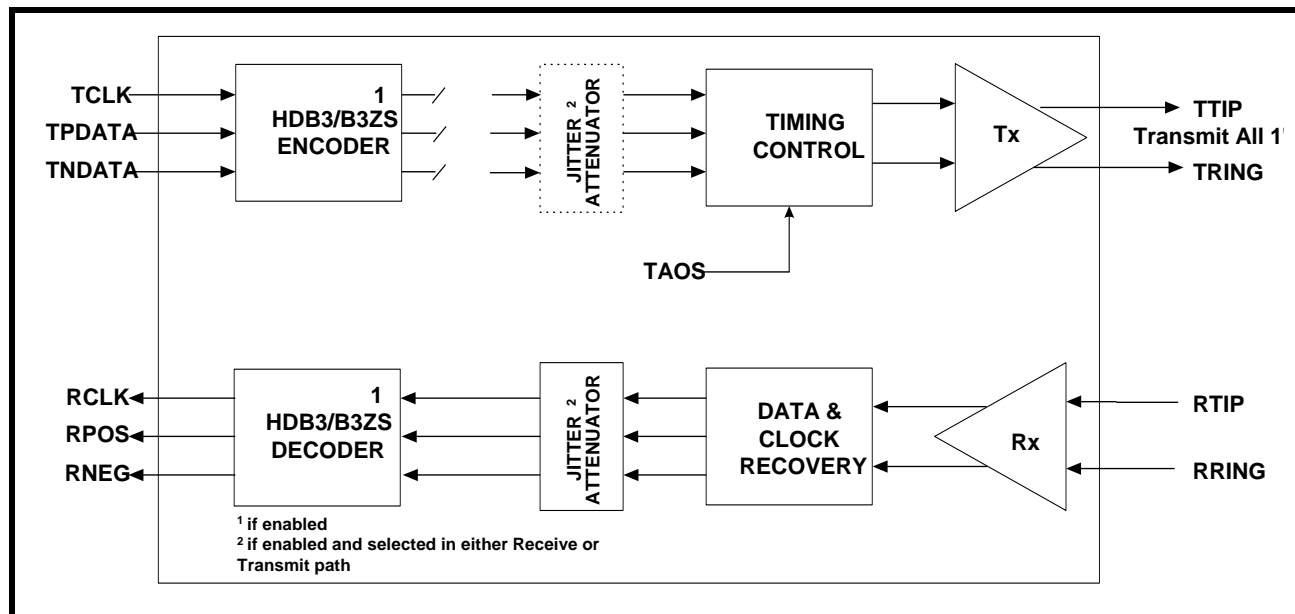 TCLK
TPDATA
TNDATA
1
HDB3/B3ZS
ENCODER
JITTER 2
ATTENUATOR
TIMING
CONTROL
Tx
TTIP
Transmit All 1'
TRING
TAOS
RCLK
RPOS
RNEG
1
HDB3/B3ZS
DECODER
JITTER 2
ATTENUATOR
DATA &
CLOCK
RECOVERY
Rx
RTIP
RRING
1 if enabled
2 if enabled and selected in either Receive or
Transmit path